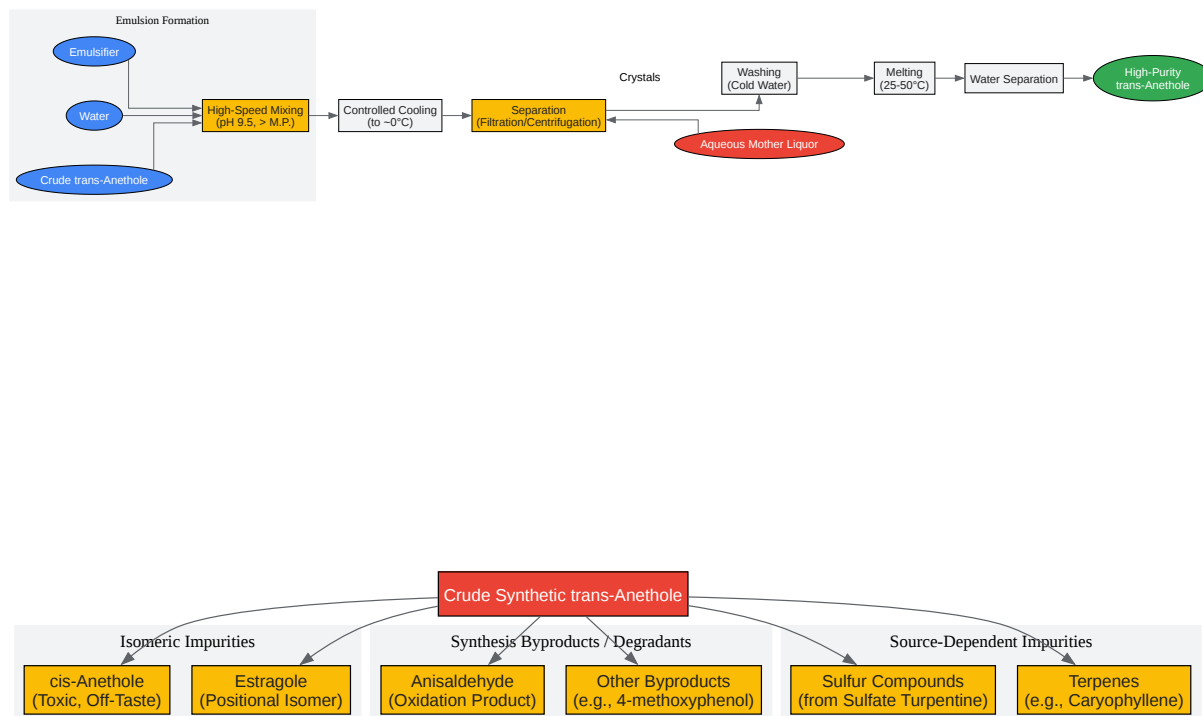 Emulsion Formation
Emulsifier
Water
Crude trans-Anethole
High-Speed Mixing
(pH 9.5, > M.P.)
Controlled Cooling
(to ~0°C)
Separation
(Filtration/Centrifugation)
Crystals
Aqueous Mother Liquor
Washing
(Cold Water)
Melting
(25-50°C)
Water Separation
High-Purity
trans-Anethole
Crude Synthetic trans-Anethole
Isomeric Impurities
cis-Anethole
(Toxic, Off-Taste)
Estragole
(Positional Isomer)
Synthesis Byproducts / Degradants
Anisaldehyde
(Oxidation Product)
Other Byproducts
(e.g., 4-methoxyphenol)
Source-Dependent Impurities
Sulfur Compounds
(from Sulfate Turpentine)
Terpenes
(e.g., Caryophyllene)